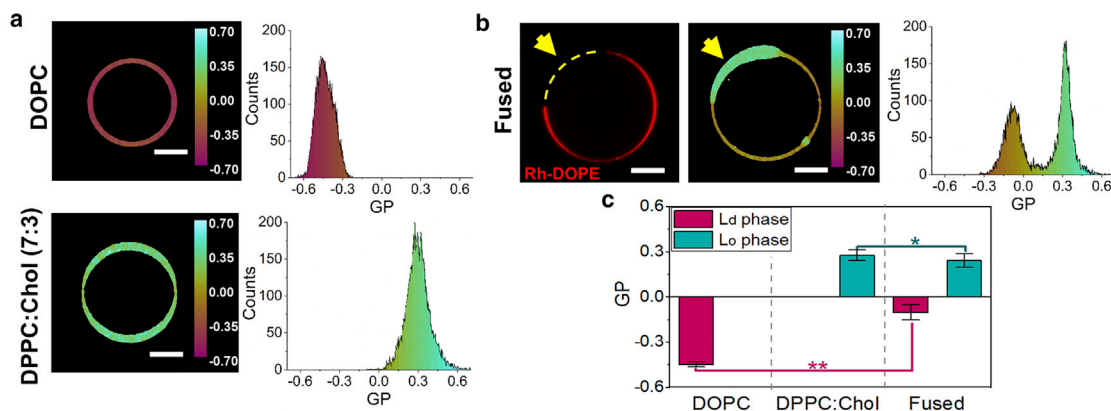 a
DOPC
0.70
0.35
0.00
-0.35
-0.70
Counts
200
150
100
50
0
-0.6 -0.3 0.0 0.3 0.6
GP
DPPC:Chol (7:3)
0.70
0.35
0.00
-0.35
-0.70
Counts
200
150
100
50
0
-0.6 -0.3 0.0 0.3 0.6
GP
b
Fused
Rh-DOPE
0.70
0.35
0.00
-0.35
-0.70
Counts
200
150
100
50
0
-0.6 -0.3 0.0 0.3 0.6
GP
c
GP
0.6
0.3
0.0
-0.3
-0.6
Ld phase
Lo phase
*
**
DOPC DPPC:Chol Fused